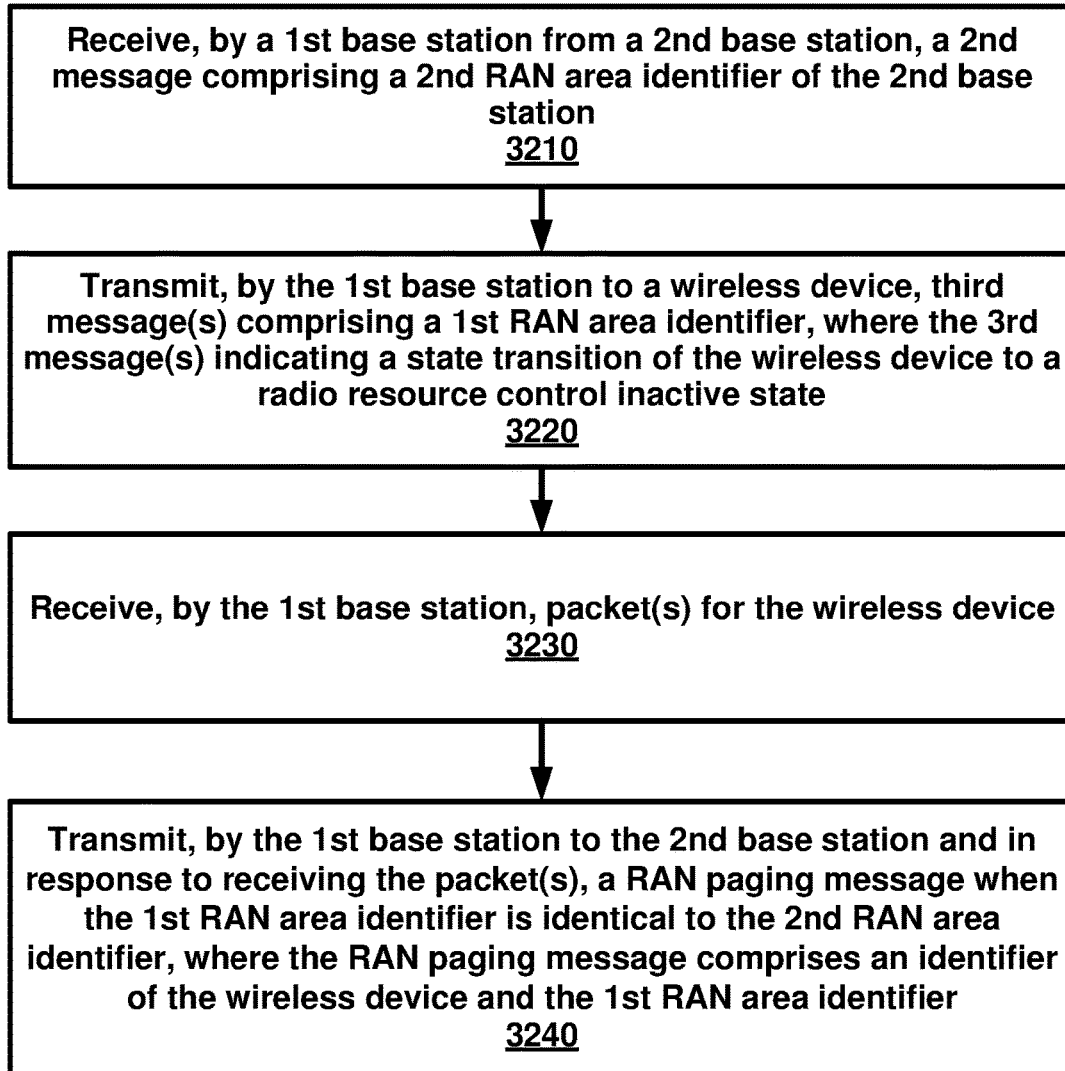 Receive, by a 1st base station from a 2nd base station, a 2nd
message comprising a 2nd RAN area identifier of the 2nd base
station
3210
Transmit, by the 1st base station to a wireless device, third
message(s) comprising a 1st RAN area identifier, where the 3rd
message(s) indicating a state transition of the wireless device to a
radio resource control inactive state
3220
Receive, by the 1st base station, packet(s) for the wireless device
3230
Transmit, by the 1st base station to the 2nd base station and in
response to receiving the packet(s), a RAN paging message when
the 1st RAN area identifier is identical to the 2nd RAN area
identifier, where the RAN paging message comprises an identifier
of the wireless device and the 1st RAN area identifier
3240